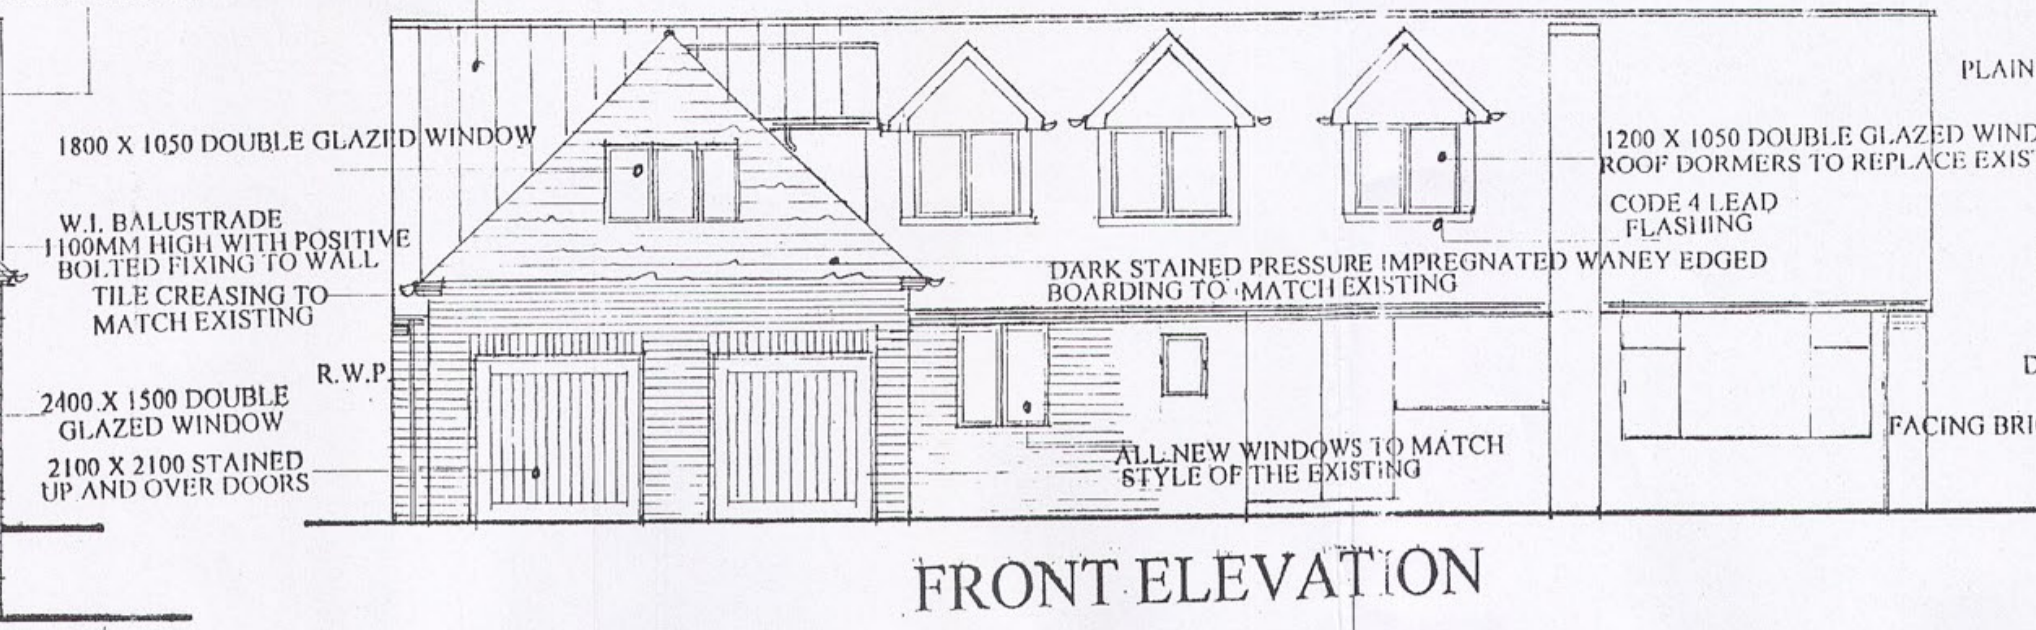 PLAIN
1800 X 1050 DOUBLE GLAZED WINDOW
1200 X 1050 DOUBLE GLAZED WIND
ROOF DORMERS TO REPLACE EXIS
CODE 4 LEAD
FLASHING
W.I. BALUSTRADE
1100MM HIGH WITH POSITIVE
BOLTED FIXING TO WALL
TILE CREASING TO
MATCH EXISTING
DARK STAINED PRESSURE IMPREGNATED WANEY EDGED
BOARDING TO MATCH EXISTING
R.W.P.
2400 X 1500 DOUBLE
GLAZED WINDOW
2100 X 2100 STAINED
UP AND OVER DOORS
ALL NEW WINDOWS TO MATCH
STYLE OF THE EXISTING
D
FACING BRI
FRONT ELEVATION